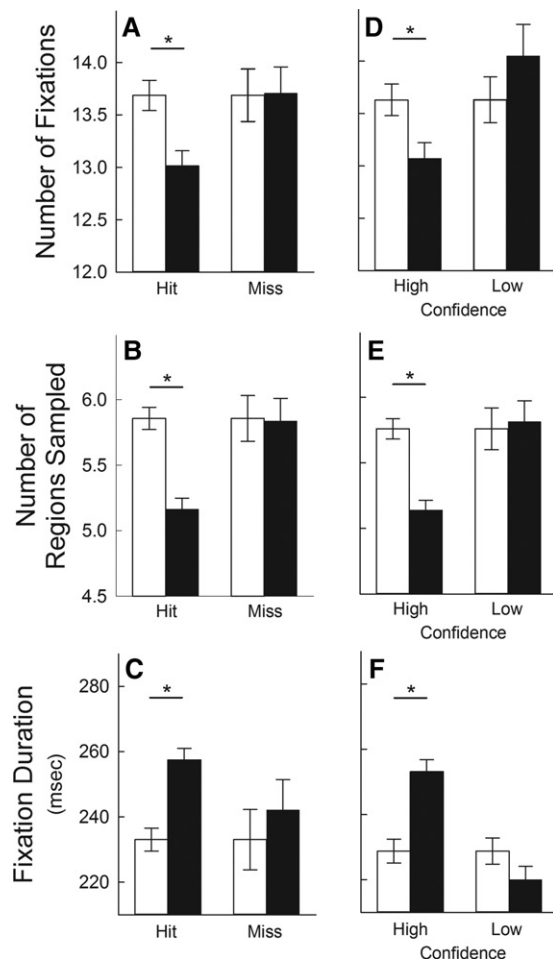 A
D
*
*
Number of Fixations
14.0
13.5
13.0
12.5
12.0
Hit
Miss
High
Low
Confidence
B
E
*
*
Number of
Regions Sampled
6.0
5.5
5.0
4.5
Hit
Miss
High
Low
Confidence
C
F
*
*
Fixation Duration
(msec)
280
260
240
220
Hit
Miss
High
Low
Confidence